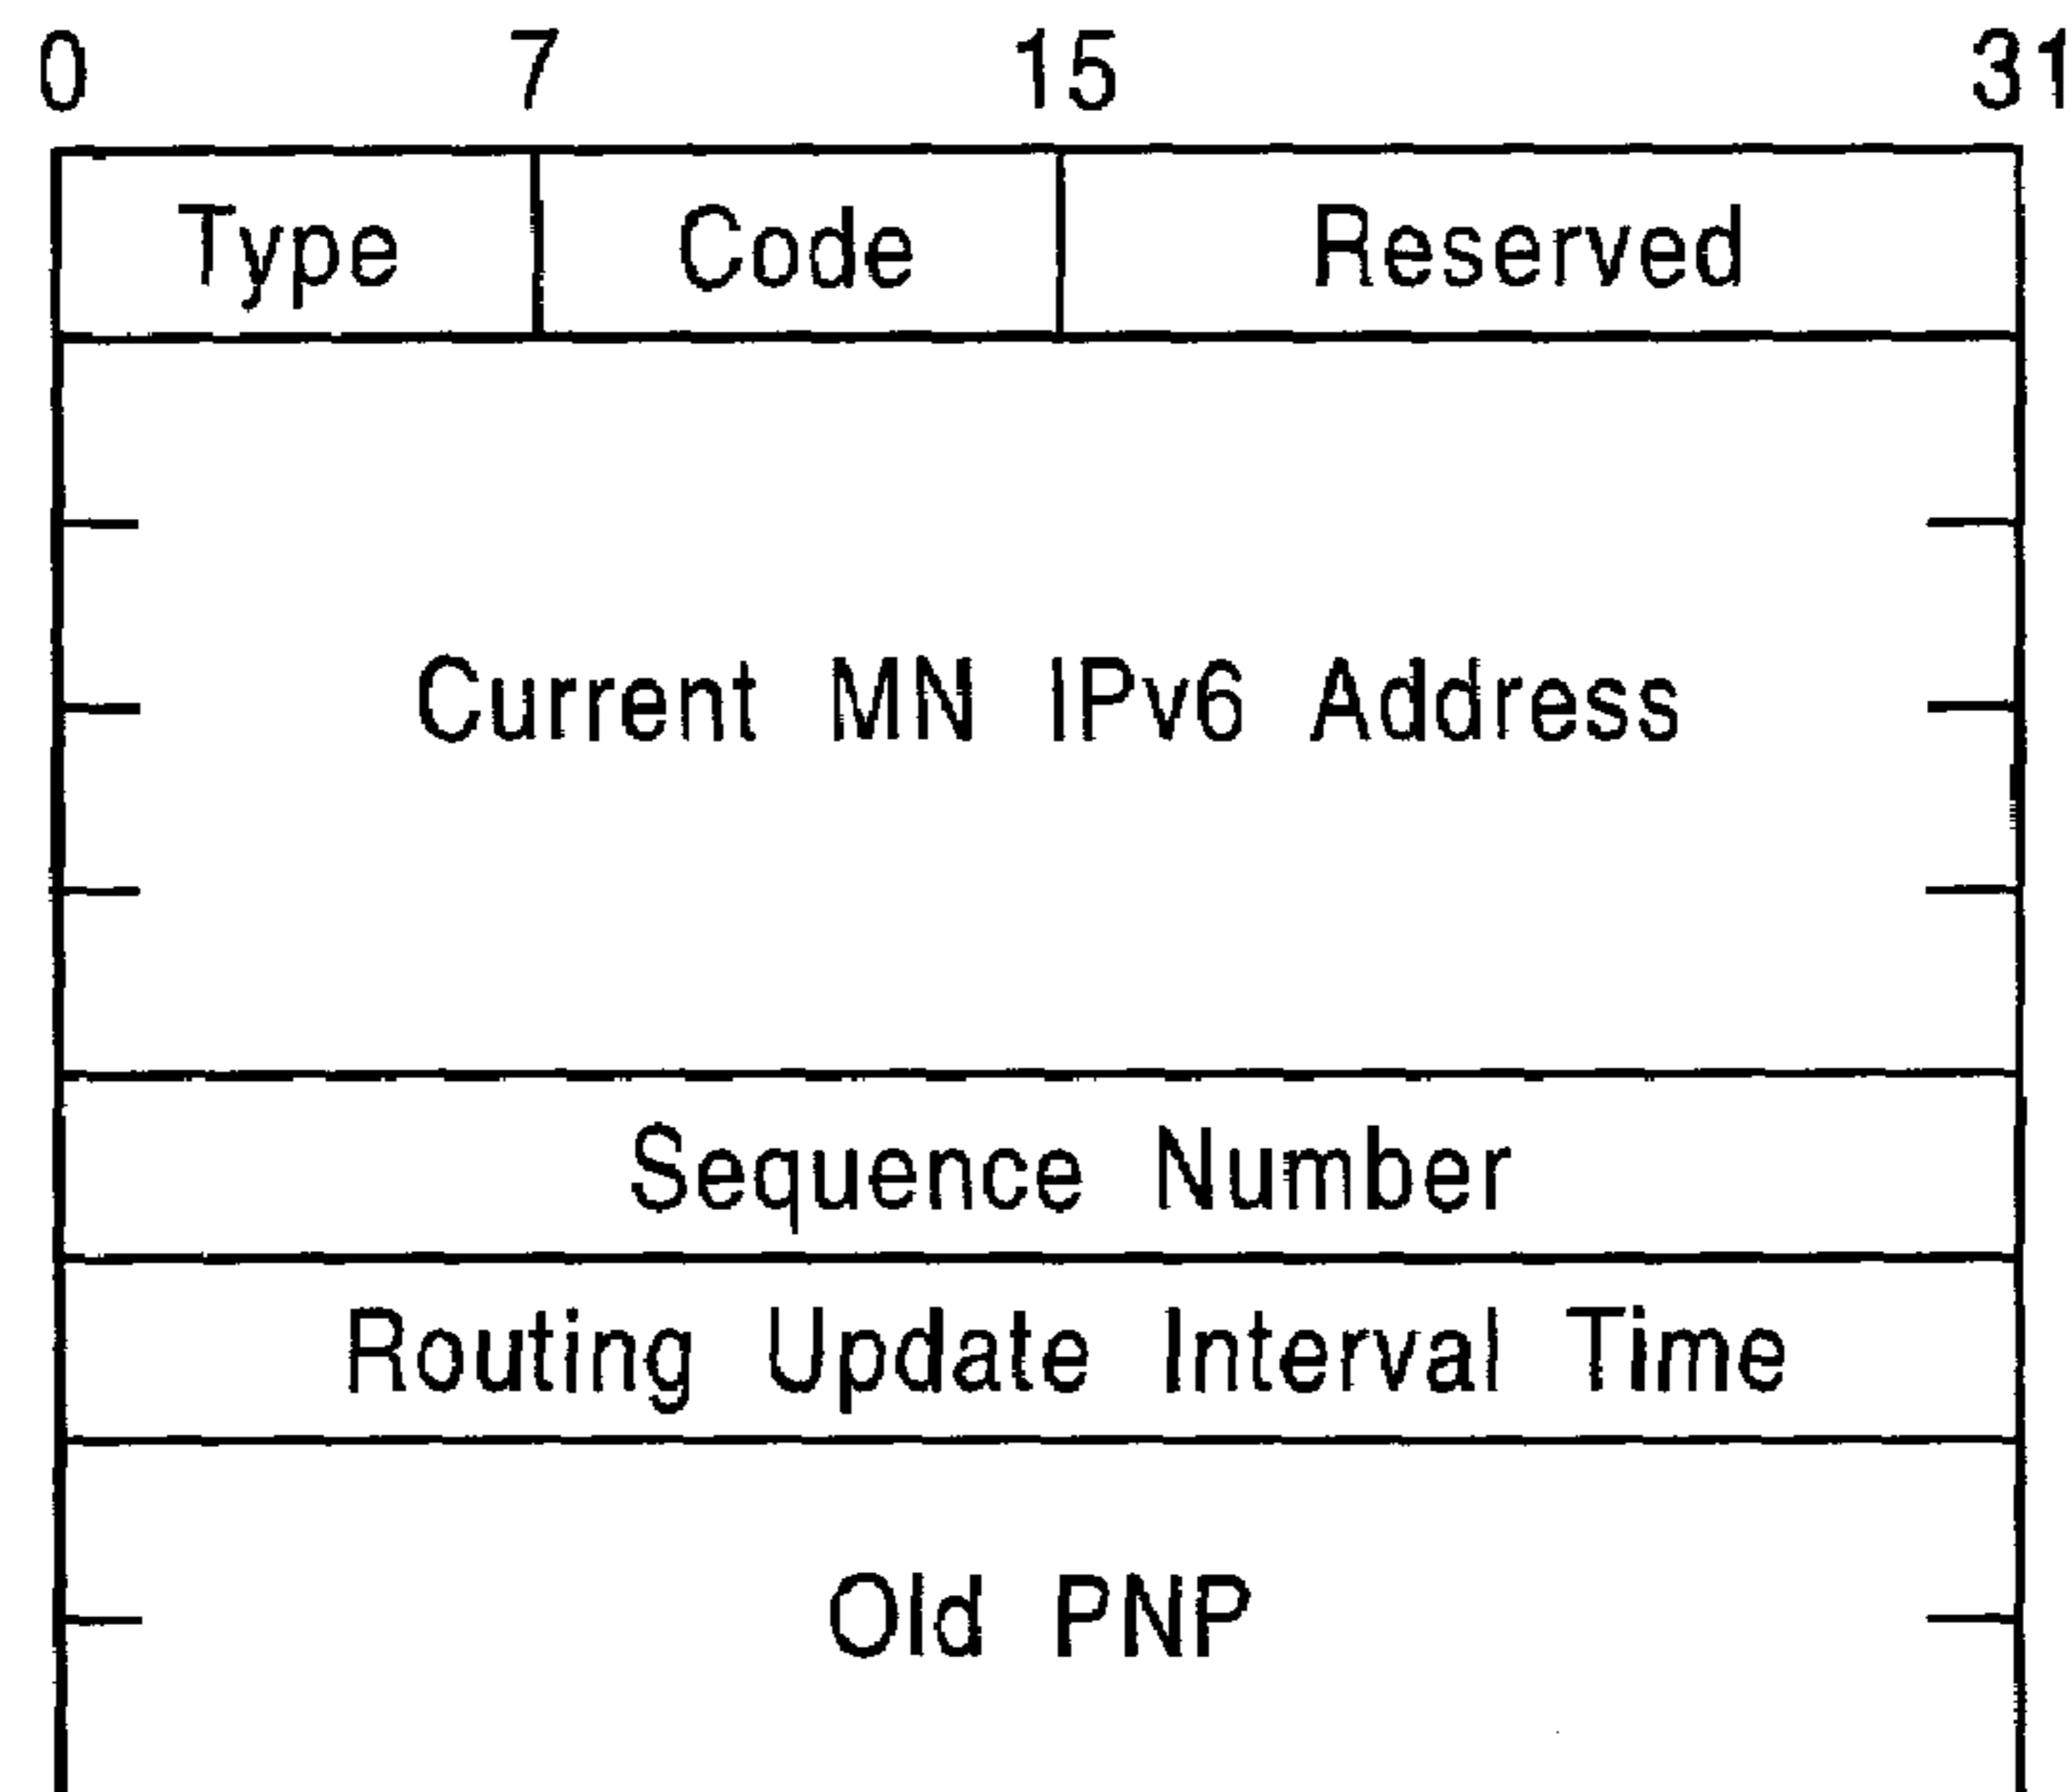 0 7 15 31
Type Code Reserved
Current MN IPv6 Address
Sequence Number
Routing Update Interval Time
Old PNP